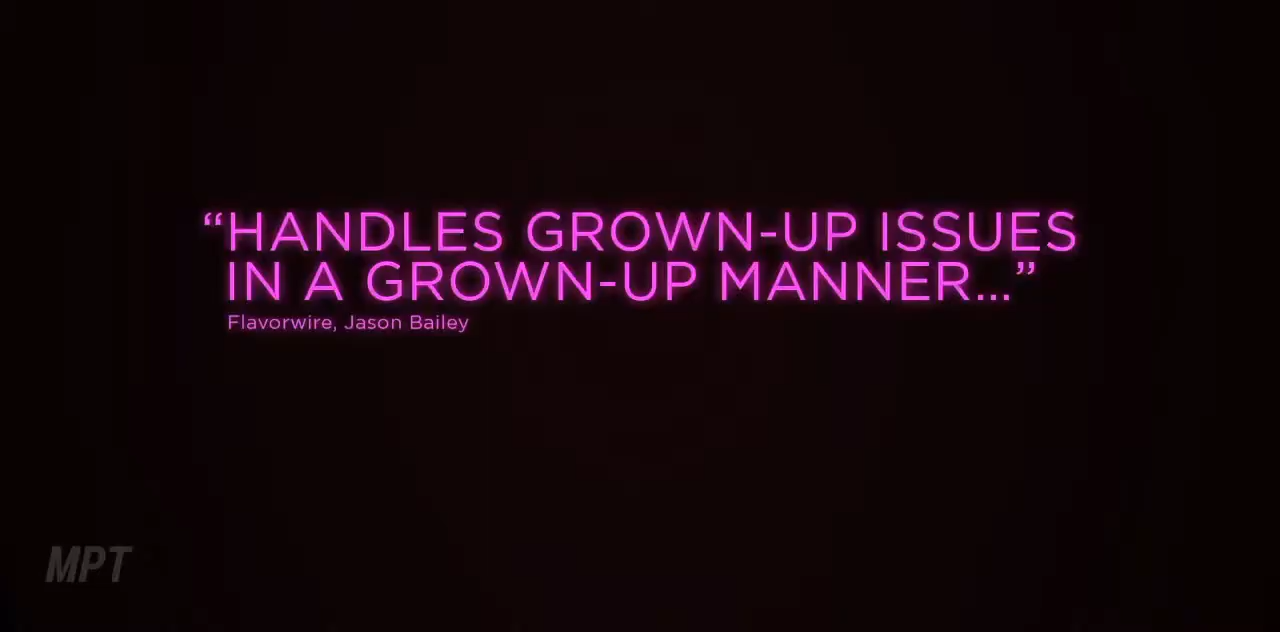 “HANDLES GROWN-UP ISSUES
IN A GROWN-UP MANNER...”
Flavorwire, Jason Bailey
MPT